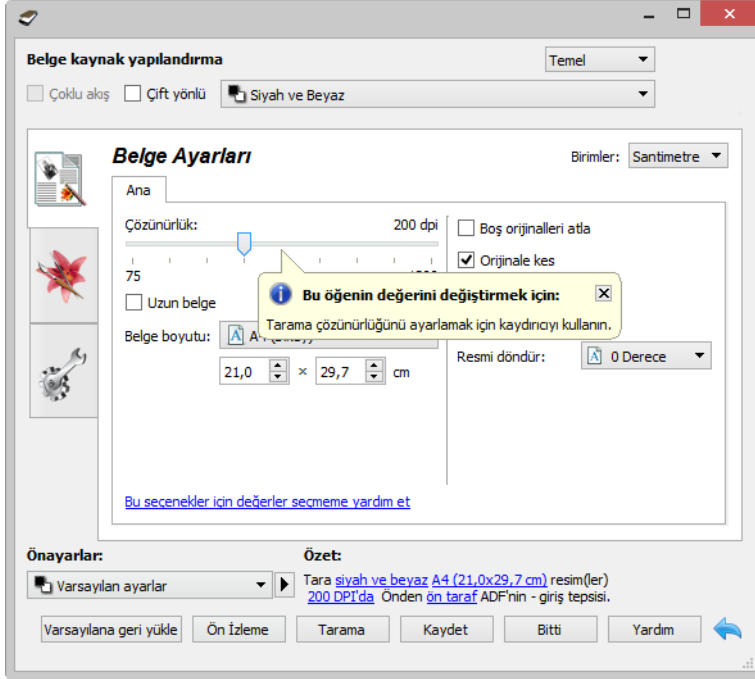 Belge kaynak yapılandırma
Temel
Çoklu akış
Çift yönlü
Siyah ve Beyaz
Belge Ayarları
Birimler: Santimetre
Ana
Çözünürlük: 200 dpi
75
Boş orijinalleri atla
Orijinale kes
Bu öğenin değerini değiştirmek için:
Tarama çözünürlüğünü ayarlamak için kaydırıcıyı kullanın.
Uzun belge
Belge boyutu:
21,0 × 29,7 cm
Resmi döndür: 0 Derece
Bu seçenekler için değerler seçmeme yardım et
Önayarlar:
Varsayılan ayarlar
Özet:
Tara siyah ve beyaz A4 (21,0x29,7 cm) resim(ler)
200 DPI'da Önden ön taraf ADF'nin - giriş tepsisi.
Varsayılana geri yükle
Ön İzleme
Tarama
Kaydet
Bitti
Yardım